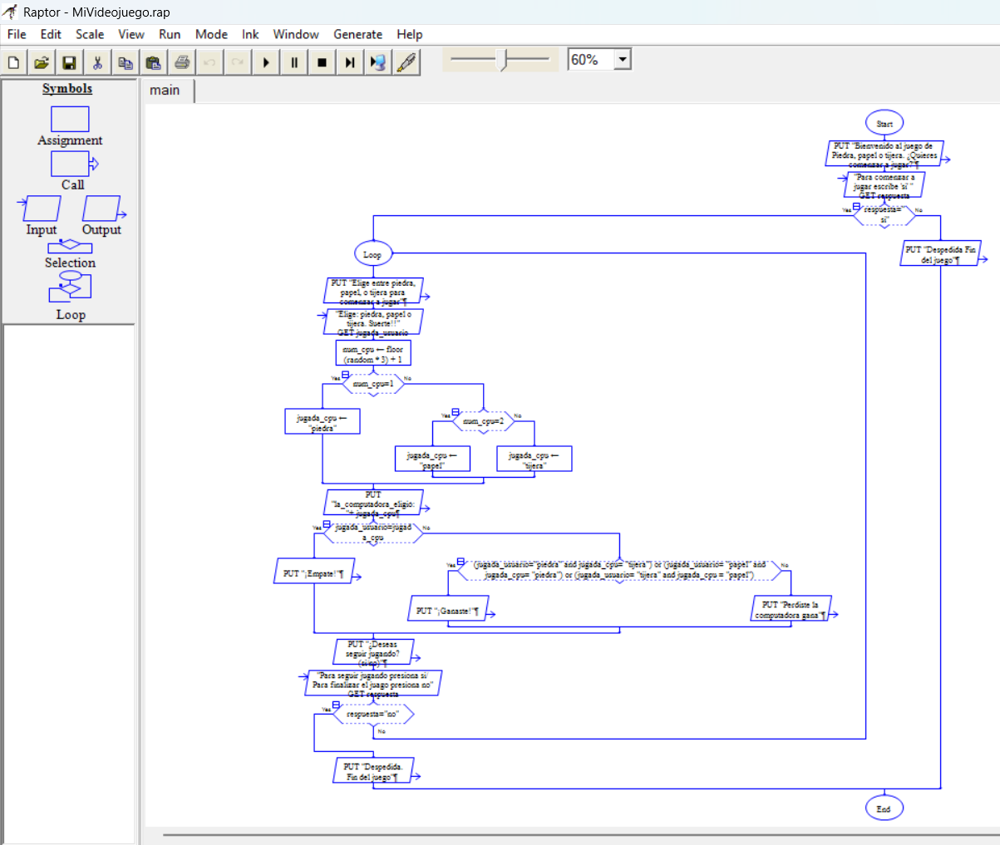 Raptor - MiVideojuego.rap
File Edit Scale View Run Mode Ink Window Generate Help
60%
Symbols
Assignment
Call
Input Output
Selection
Loop
main
Start
PUT "Bienvenido al juego de
Piedra, papel o tijera. ¿Quieres
comenzar a jugar?"¶
"Para comenzar a
jugar escribe 'si' "
GET respuesta
Yes
respuesta="
si"
No
PUT "Despedida Fin
del juego"¶
Loop
PUT "Elige entre piedra,
papel, o tijera para
comenzar a jugar"¶
"Elige: piedra, papel o
tijera. Suerte!!"
GET jugada_usuario
num_cpu ← floor
(random * 3) + 1
Yes
num_cpu=1
No
jugada_cpu ←
"piedra"
Yes
num_cpu=2
No
jugada_cpu ←
"papel"
jugada_cpu ←
"tijera"
PUT
"la_computadora_eligió:
"+ jugada_cpu¶
Yes
jugada_usuario=jugad
a_cpu
No
PUT "¡Empate!"¶
Yes
(jugada_usuario="piedra" and jugada_cpu= "tijera") or (jugada_usuario= "papel" and
jugada_cpu= "piedra") or (jugada_usuario= "tijera" and jugada_cpu = "papel")
No
PUT "¡Ganaste!"¶
PUT "Perdiste la
computadora gana"¶
PUT "¿Deseas
seguir jugando?
(si/no)"¶
"Para seguir jugando presiona si/
Para finalizar el juago presiona no"
GET respuesta
Yes
respuesta="no"
No
PUT "Despedida.
Fin del juego"¶
End